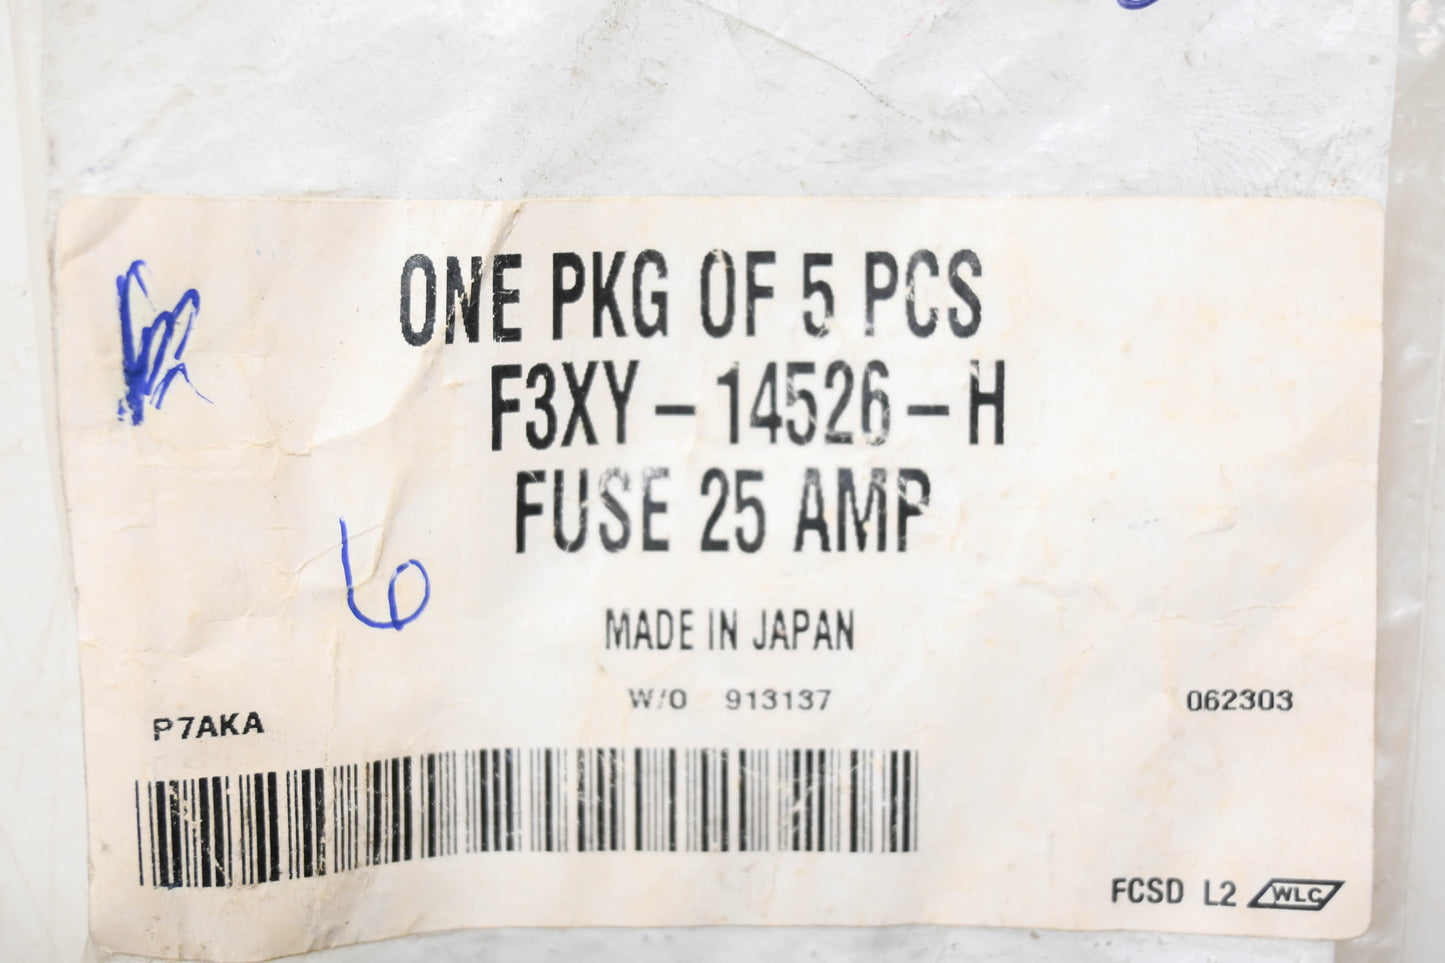 ONE PKG OF 5 PCS
F3XY-14526-H
FUSE 25 AMP
6
MADE IN JAPAN
W/O 913137
062303
P7AKA
FCSD L2 WLC